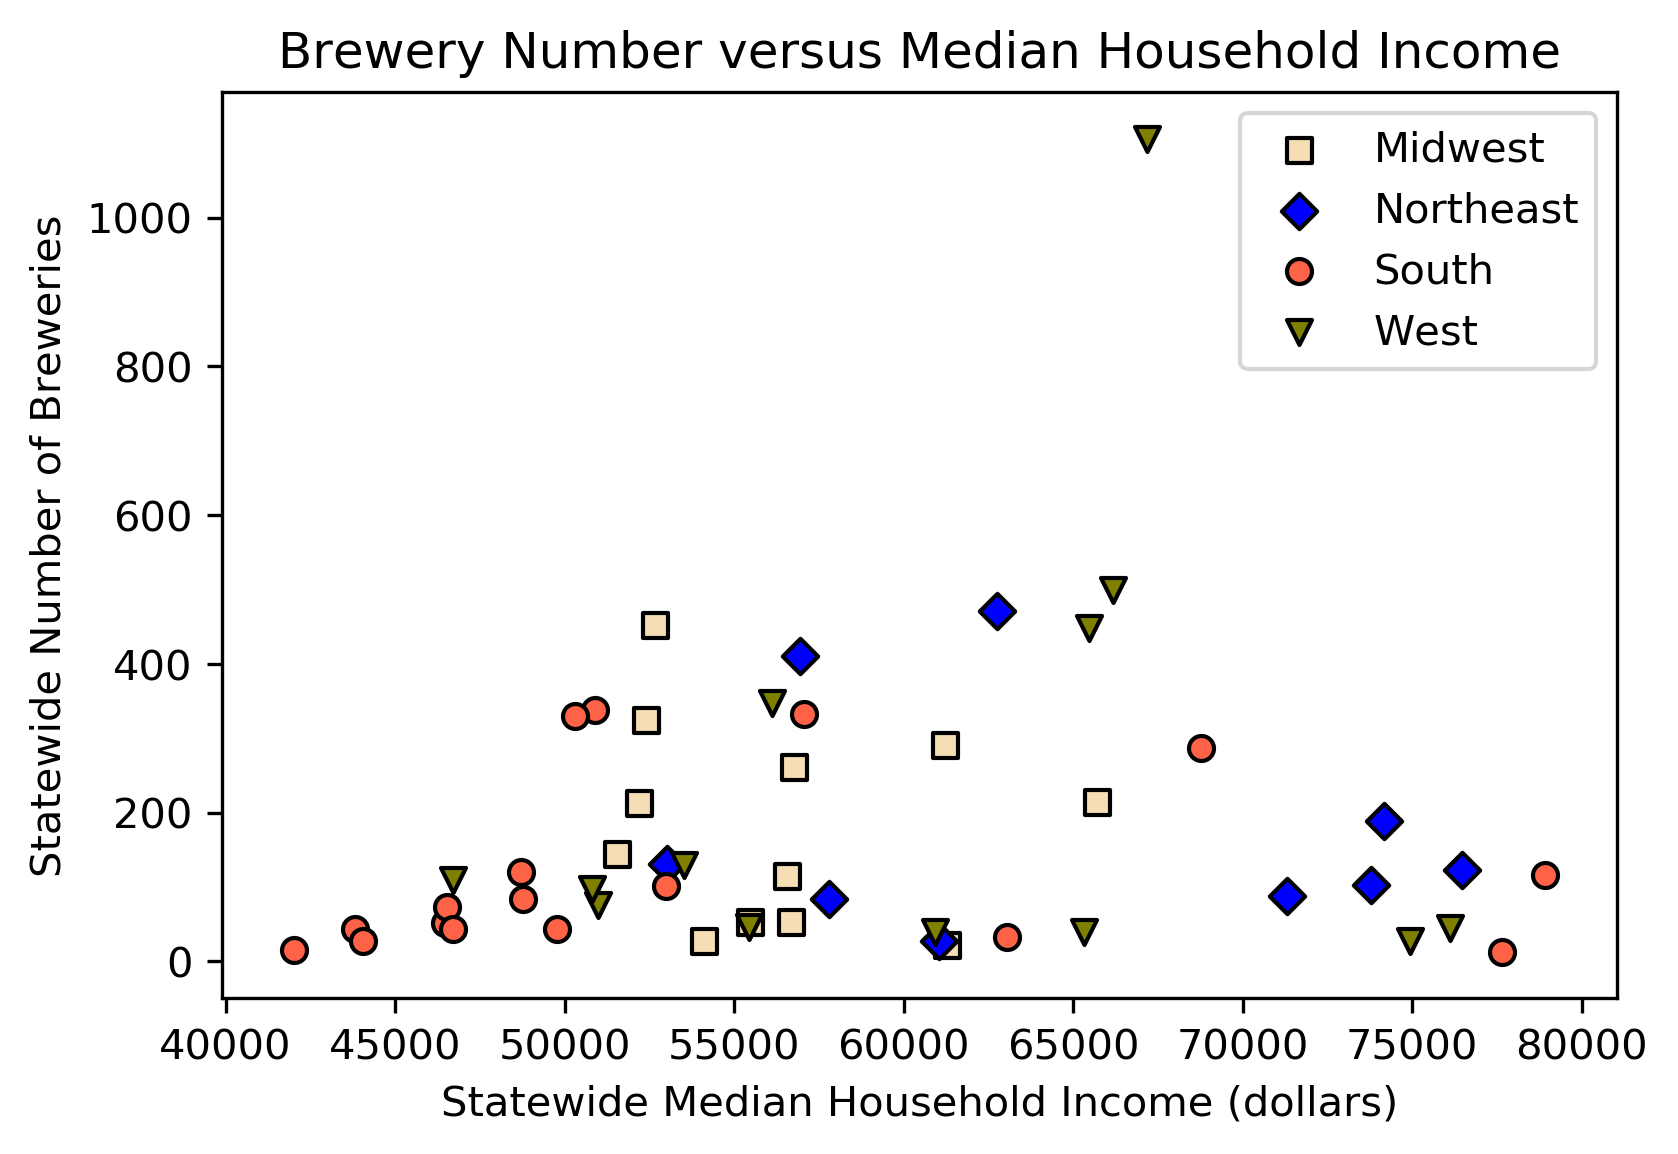 Brewery Number versus Median Household Income
Midwest
Northeast
South
West
Statewide Number of Breweries
1000
800
600
400
200
0
40000 45000 50000 55000 60000 65000 70000 75000 80000
Statewide Median Household Income (dollars)